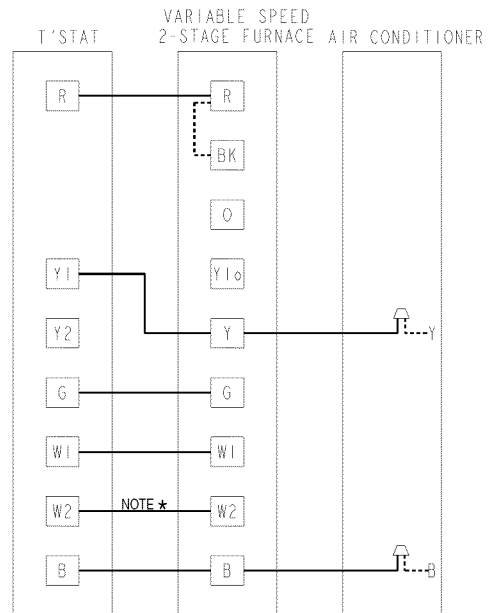 VARIABLE SPEED
T'STAT 2-STAGE FURNACE AIR CONDITIONER
R R
BK
O
Y1 Y1o
Y2 Y Y
G G
W1 W1
W2 NOTE * W2
B B B